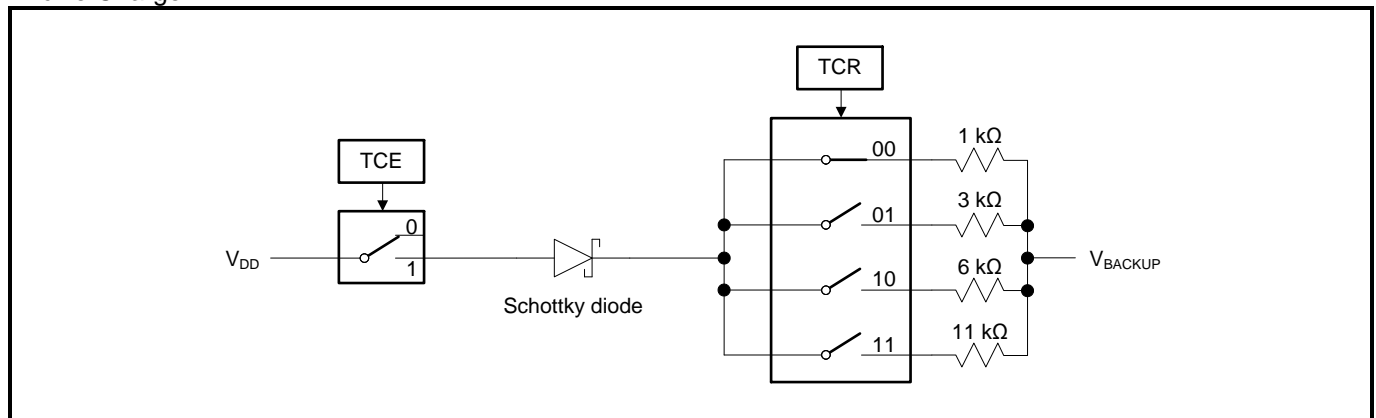 TCR
TCE
00
1 kΩ
01
3 kΩ
0
1
VDD
VBACKUP
10
6 kΩ
Schottky diode
11
11 kΩ